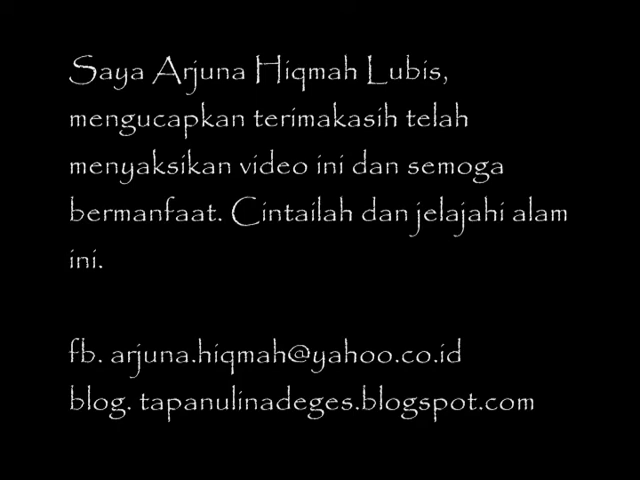 Saya Arjuna Hiqmah Lubis,
mengucapkan terimakasih telah
menyaksikan video ini dan semoga
bermanfaat. Cintailah dan jelajahi alam
ini.
fb. arjuna.hiqmah@yahoo.co.id
blog. tapanulinadeges.blogspot.com